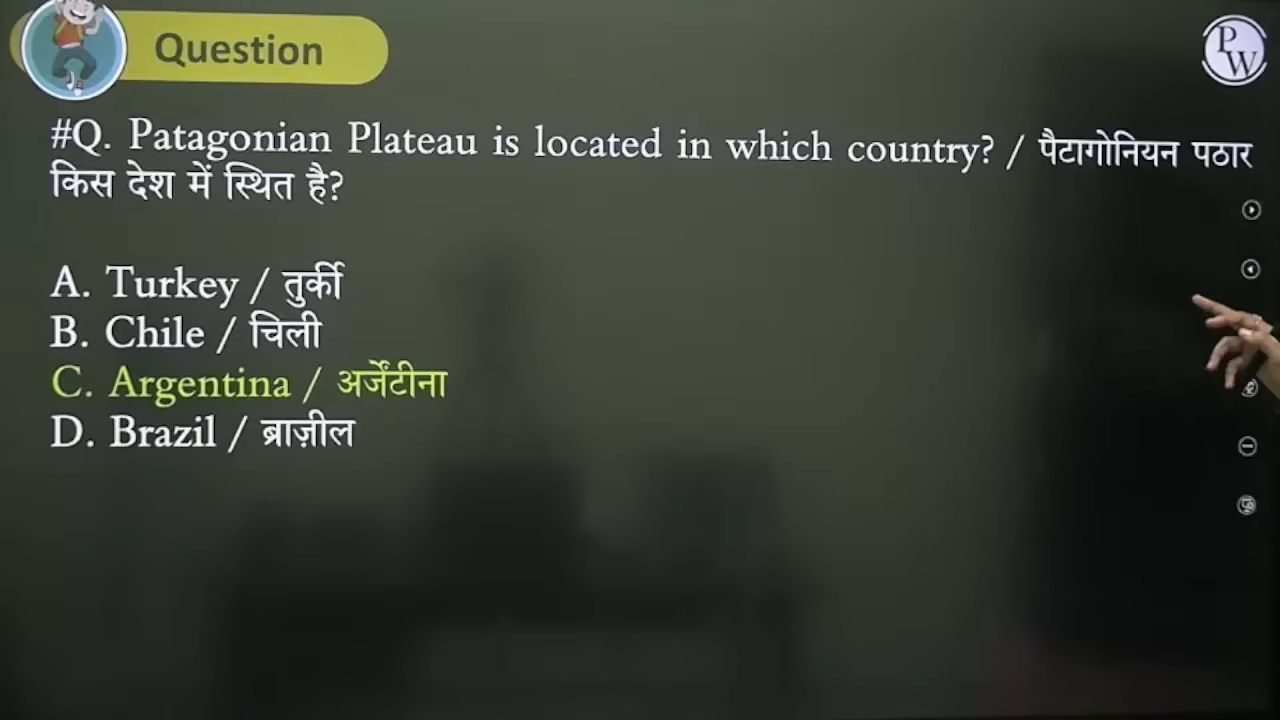 Question
PW
#Q. Patagonian Plateau is located in which country? / पैटागोनियन पठार
किस देश में स्थित है?
A. Turkey / तुर्की
B. Chile / चिली
C. Argentina / अर्जेंटीना
D. Brazil / ब्राज़ील